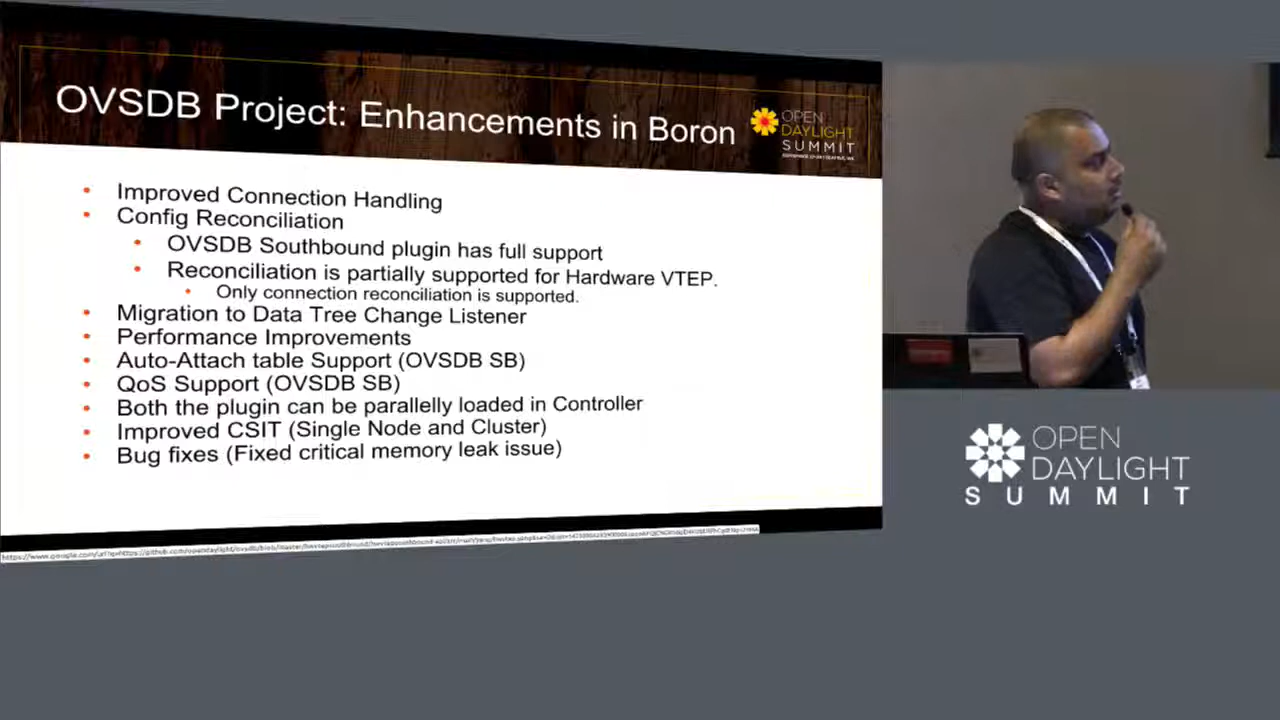 OVSDB Project: Enhancements in Boron
OPEN
DAYLIGHT
SUMMIT
• Improved Connection Handling
• Config Reconciliation
• OVSDB Southbound plugin has full support
• Reconciliation is partially supported for Hardware VTEP.
• Only connection reconciliation is supported.
• Migration to Data Tree Change Listener
• Performance Improvements
• Auto-Attach table Support (OVSDB SB)
• QoS Support (OVSDB SB)
• Both the plugin can be parallelly loaded in Controller
• Improved CSIT (Single Node and Cluster)
• Bug fixes (Fixed critical memory leak issue)
OPEN
DAYLIGHT
SUMMIT